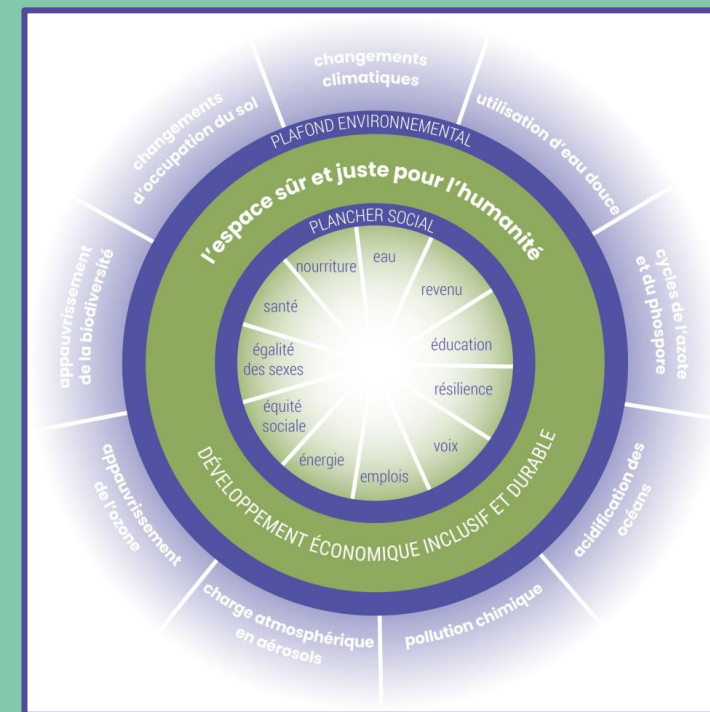 changements
climatiques
utilisation d'eau douce
cycles de l'azote
et du phospore
acidification des
océans
pollution chimique
charge atmosphérique
en aérosols
appauvrissement
de l'ozone
appauvrissement
de la biodiversité
changements
d'occupation du sol
PLAFOND ENVIRONNEMENTAL
l'espace sûr et juste pour l'humanité
PLANCHER SOCIAL
eau
revenu
éducation
résilience
voix
emplois
énergie
équité
sociale
égalité
des sexes
santé
nourriture
DÉVELOPPEMENT ÉCONOMIQUE INCLUSIF ET DURABLE